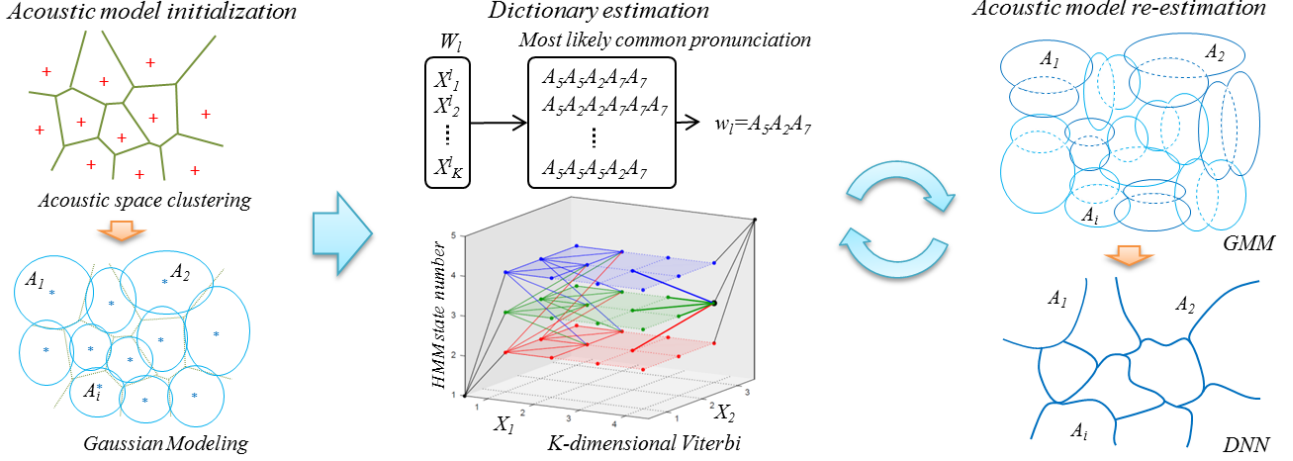 Acoustic model initialization
Acoustic space clustering
A_1
A_2
A_i
Gaussian Modeling
Dictionary estimation
W_l
Most likely common pronunciation
X^l_1
X^l_2
X^l_K
A_5A_5A_2A_7A_7
A_5A_2A_2A_7A_7A_7
A_5A_5A_5A_2A_7
w_l=A_5A_2A_7
HMM state number
5
4
3
2
1
1
2
3
4
X_1
1
2
3
X_2
K-dimensional Viterbi
Acoustic model re-estimation
A_1
A_2
A_i
GMM
A_1
A_2
A_i
DNN